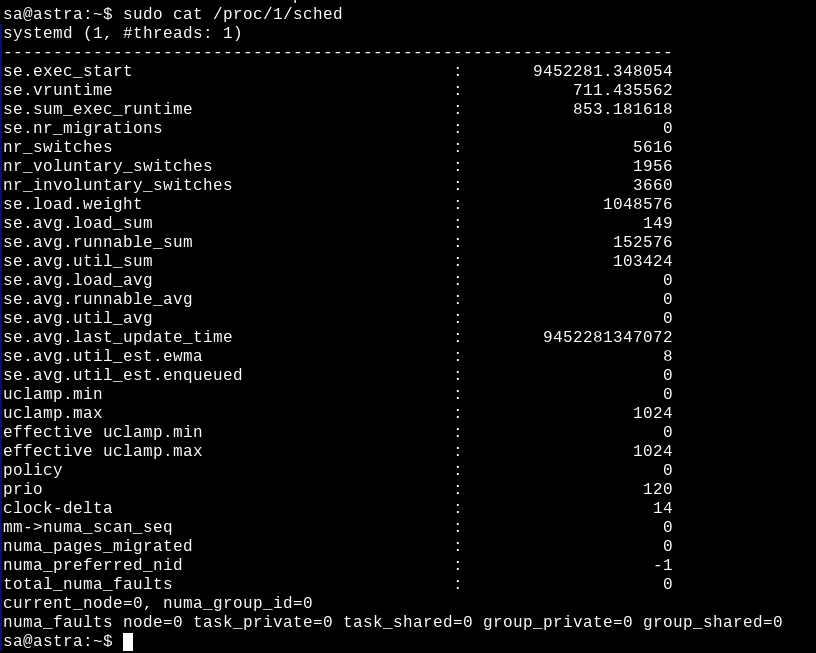 sa@astra:~$ sudo cat /proc/1/sched
systemd (1, #threads: 1)
-------------------------------------------------------------------
se.exec_start                                :       9452281.348054
se.vruntime                                  :           711.435562
se.sum_exec_runtime                          :           853.181618
se.nr_migrations                             :                    0
nr_switches                                  :                 5616
nr_voluntary_switches                        :                 1956
nr_involuntary_switches                      :                 3660
se.load.weight                               :              1048576
se.avg.load_sum                              :                  149
se.avg.runnable_sum                          :               152576
se.avg.util_sum                              :               103424
se.avg.load_avg                              :                    0
se.avg.runnable_avg                          :                    0
se.avg.util_avg                              :                    0
se.avg.last_update_time                      :        9452281347072
se.avg.util_est.ewma                         :                    8
se.avg.util_est.enqueued                     :                    0
uclamp.min                                   :                    0
uclamp.max                                   :                 1024
effective uclamp.min                         :                    0
effective uclamp.max                         :                 1024
policy                                       :                    0
prio                                         :                  120
clock-delta                                  :                   14
mm->numa_scan_seq                            :                    0
numa_pages_migrated                          :                    0
numa_preferred_nid                           :                   -1
total_numa_faults                            :                    0
current_node=0, numa_group_id=0
numa_faults node=0 task_private=0 task_shared=0 group_private=0 group_shared=0
sa@astra:~$